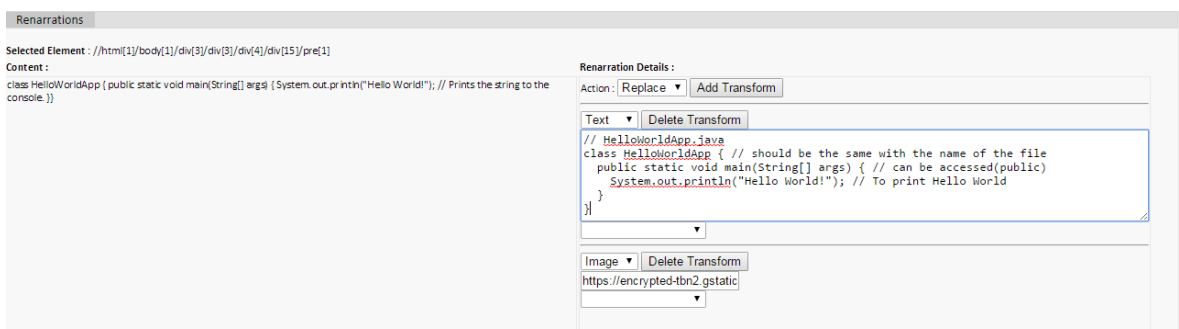 Renarrations
Selected Element : //html[1]/body[1]/div[3]/div[3]/div[4]/div[15]/pre[1]
Content :
class HelloWorldApp { public static void main(String[] args) { System.out.println("Hello World!"); // Prints the string to the
console. }}
Renarration Details :
Action : Replace Add Transform
Text Delete Transform
// HelloWorldApp.java
class HelloWorldApp { // should be the same with the name of the file
public static void main(String[] args) { // can be accessed(public)
System.out.println("Hello World!"); // To print Hello World
}
}
Image Delete Transform
https://encrypted-tbn2.gstatic